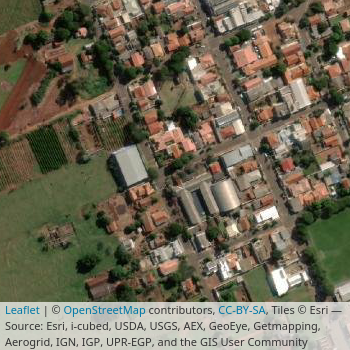 Leaflet | © OpenStreetMap contributors, CC-BY-SA, Tiles © Esri —
Source: Esri, i-cubed, USDA, USGS, AEX, GeoEye, Getmapping,
Aerogrid, IGN, IGP, UPR-EGP, and the GIS User Community